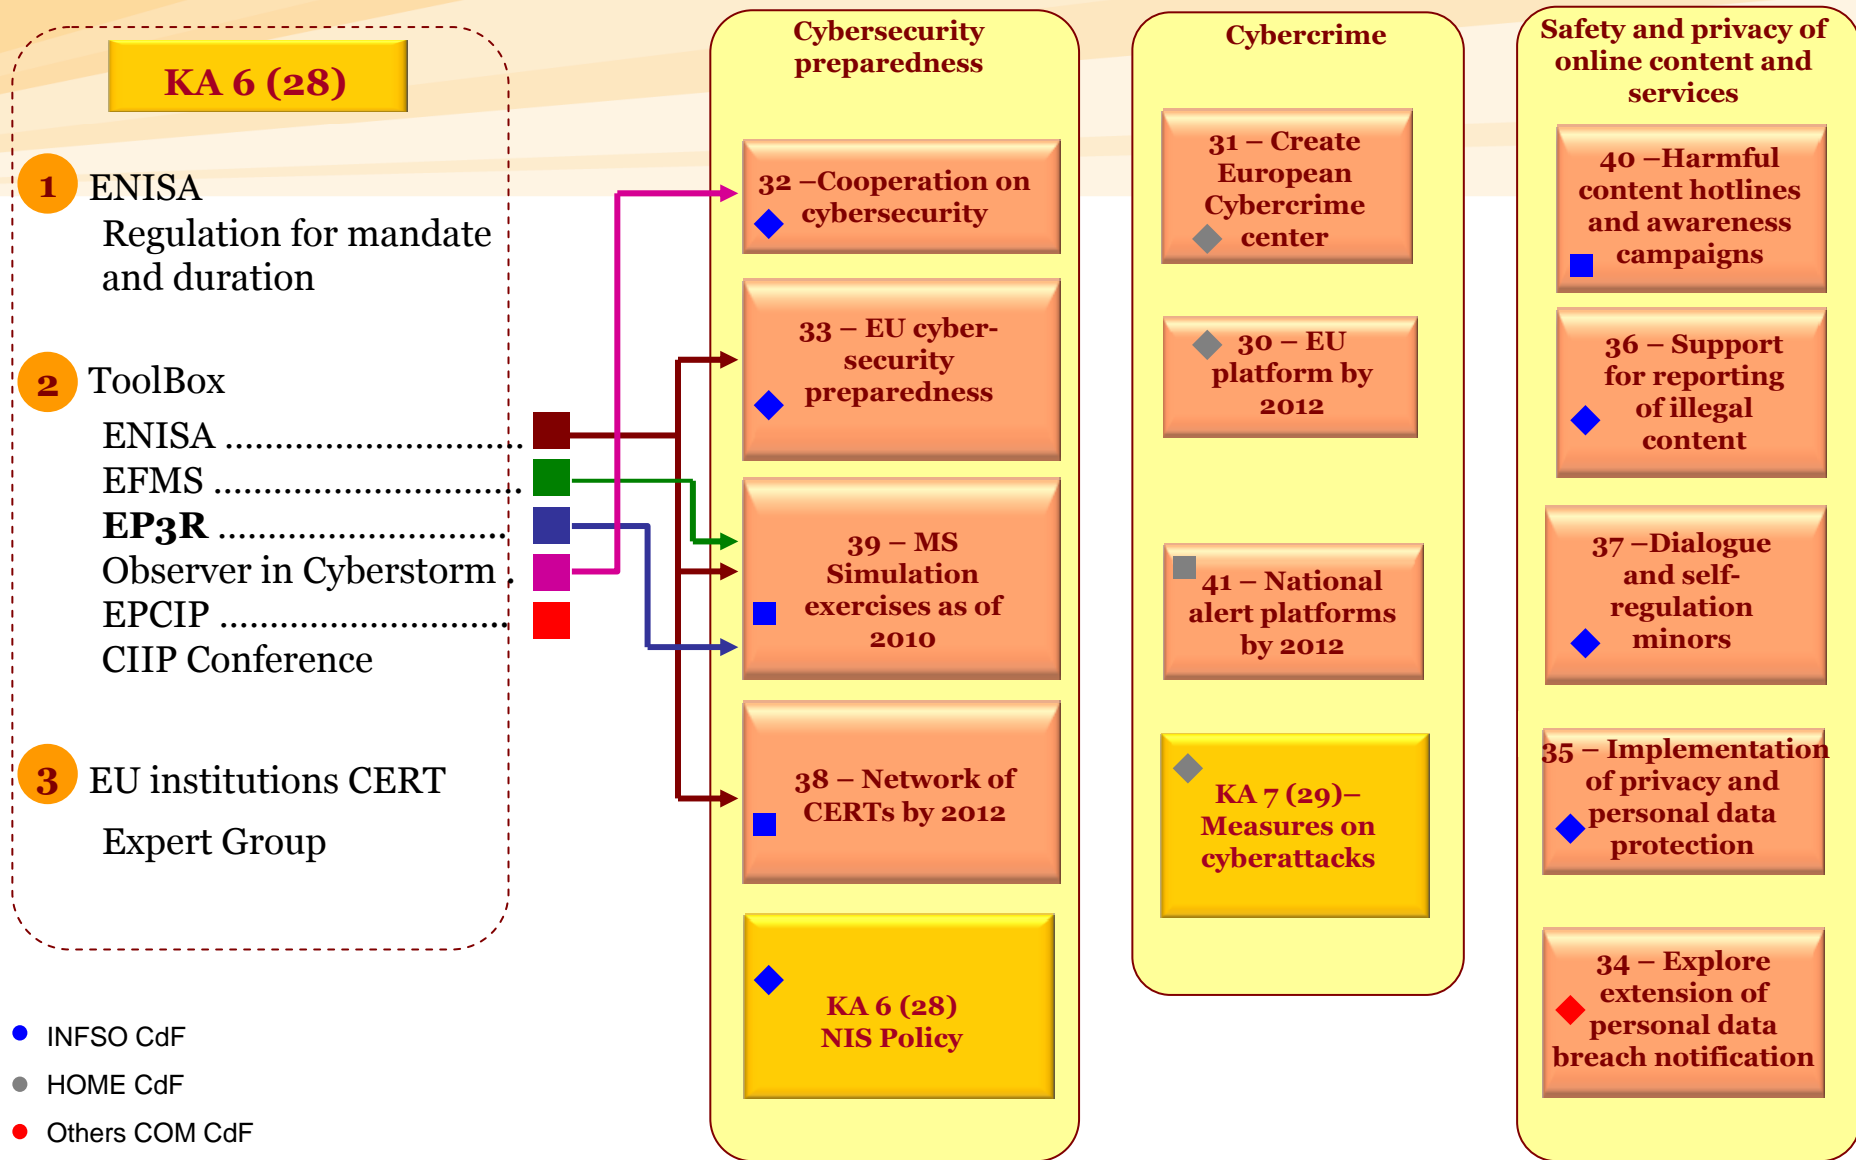 KA 6 (28)
1 ENISA
Regulation for mandate
and duration
2 ToolBox
ENISA ..............................
EFMS ...............................
EP3R .............................
Observer in Cyberstorm .
EPCIP .............................
CIIP Conference
3 EU institutions CERT
Expert Group
INFSO CdF
HOME CdF
Others COM CdF
Cybersecurity
preparedness
32 –Cooperation on
cybersecurity
33 – EU cyber-
security
preparedness
39 – MS
Simulation
exercises as of
2010
38 – Network of
CERTs by 2012
KA 6 (28)
NIS Policy
Cybercrime
31 – Create
European
Cybercrime
center
30 – EU
platform by
2012
41 – National
alert platforms
by 2012
KA 7 (29)–
Measures on
cyberattacks
Safety and privacy of
online content and
services
40 –Harmful
content hotlines
and awareness
campaigns
36 – Support
for reporting
of illegal
content
37 –Dialogue
and self-
regulation
minors
35 – Implementation
of privacy and
personal data
protection
34 – Explore
extension of
personal data
breach notification